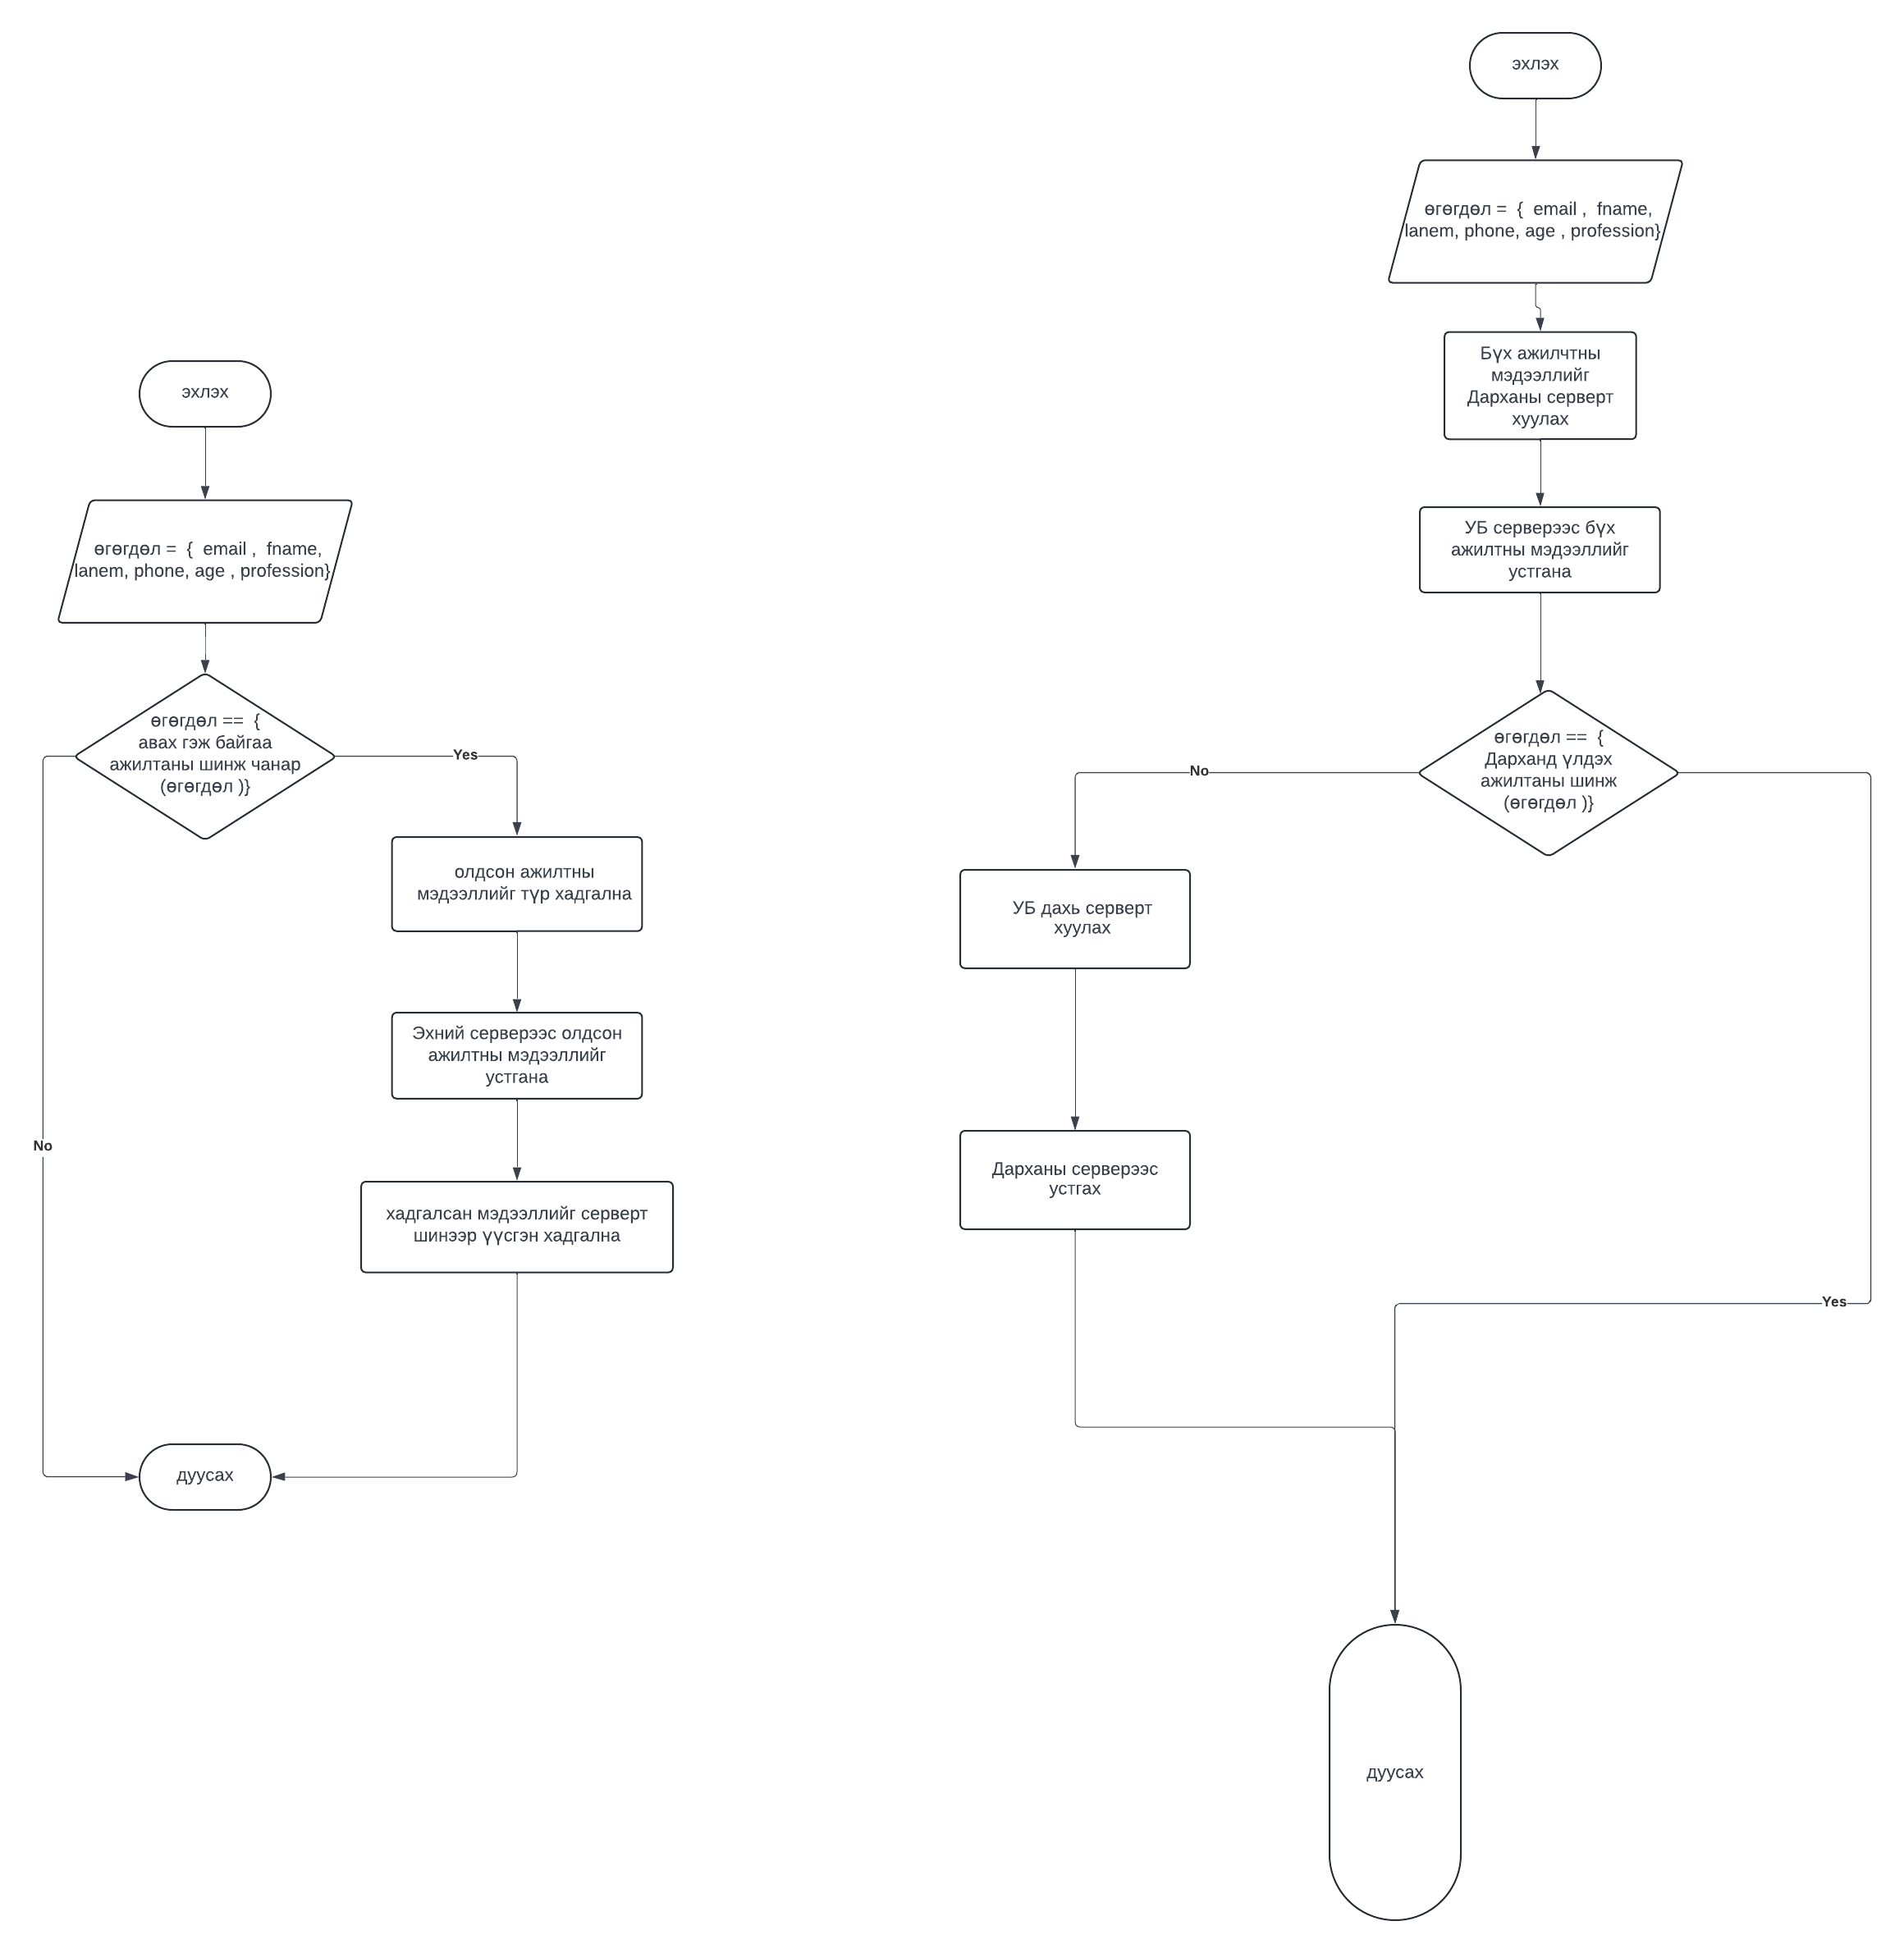 эхлэх
өгөгдөл =  {  email ,  fname,
lanem, phone, age , profession}
өгөгдөл ==  {
авах гэж байгаа
ажилтаны шинж чанар
(өгөгдөл )}
Yes
No
олдсон ажилтны
мэдээллийг түр хадгална
Эхний серверээс олдсон
ажилтны мэдээллийг
устгана
хадгалсан мэдээллийг серверт
шинээр үүсгэн хадгална
дуусах
эхлэх
өгөгдөл =  {  email ,  fname,
lanem, phone, age , profession}
Бүх ажилчтны
мэдээллийг
Дарханы серверт
хуулах
УБ серверээс бүх
ажилтны мэдээллийг
устгана
өгөгдөл ==  {
Дарханд үлдэх
ажилтаны шинж
(өгөгдөл )}
No
УБ дахь серверт
хуулах
Дарханы серверээс
устгах
Yes
дуусах